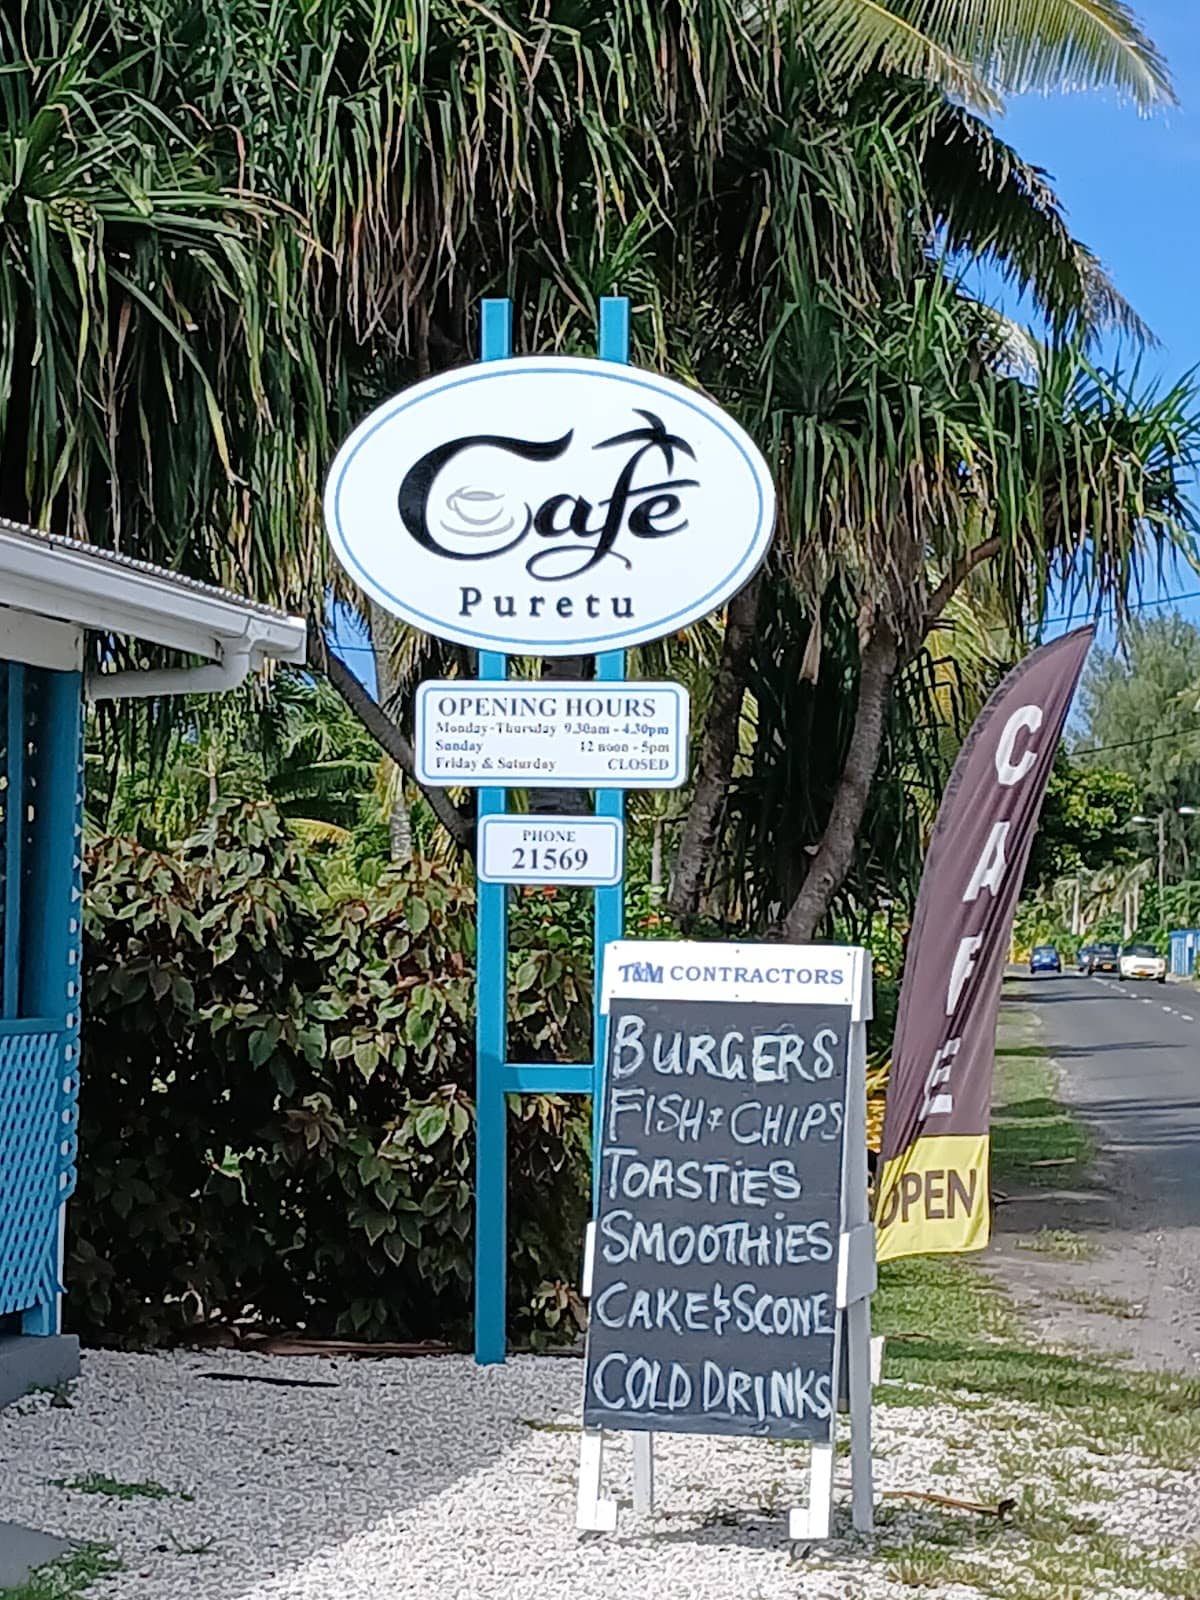 Cafe
Puretu
OPENING HOURS
Monday-Thursday 9.30am - 4.30pm
Sunday 12 noon - 5pm
Friday & Saturday CLOSED
PHONE
21569
T&M CONTRACTORS
BURGERS
FISH & CHIPS
TOASTIES
SMOOTHIES
CAKE & SCONE
COLD DRINKS
CAFE
OPEN